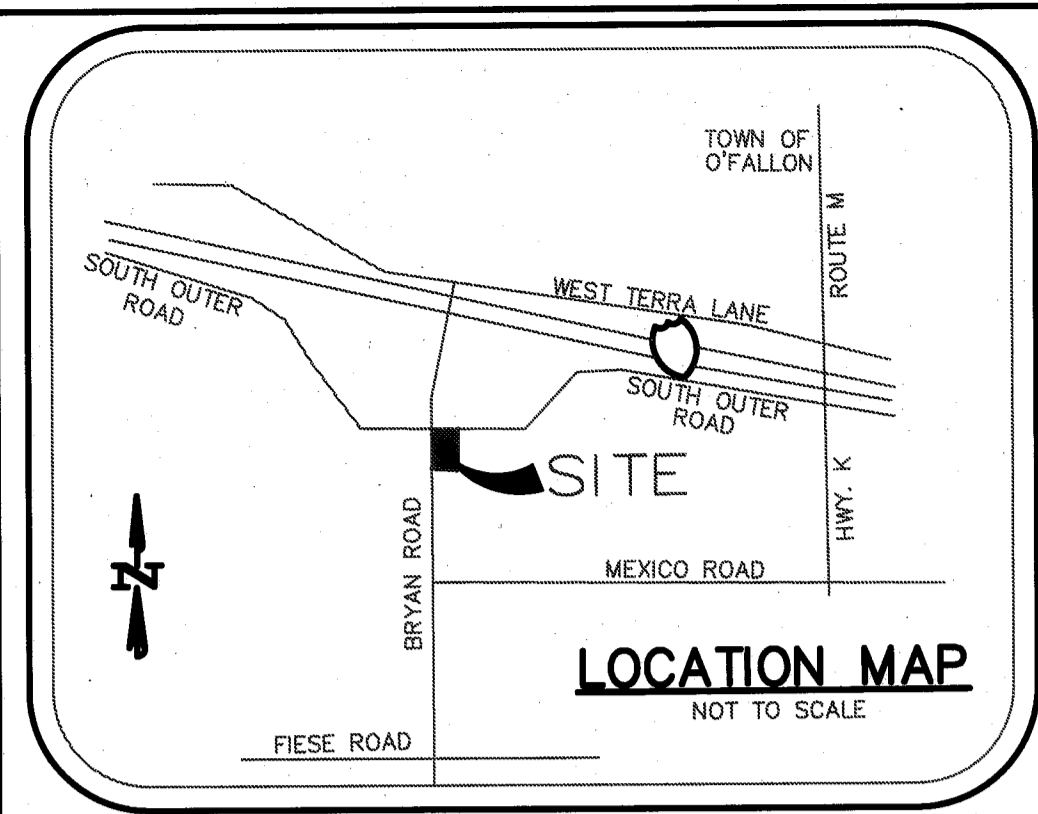 TOWN OF
O'FALLON
ROUTE M
WEST TERRA LANE
SOUTH OUTER
ROAD
SOUTH OUTER
ROAD
SITE
HWY. K
BRYAN ROAD
N
MEXICO ROAD
LOCATION MAP
NOT TO SCALE
FIESE ROAD